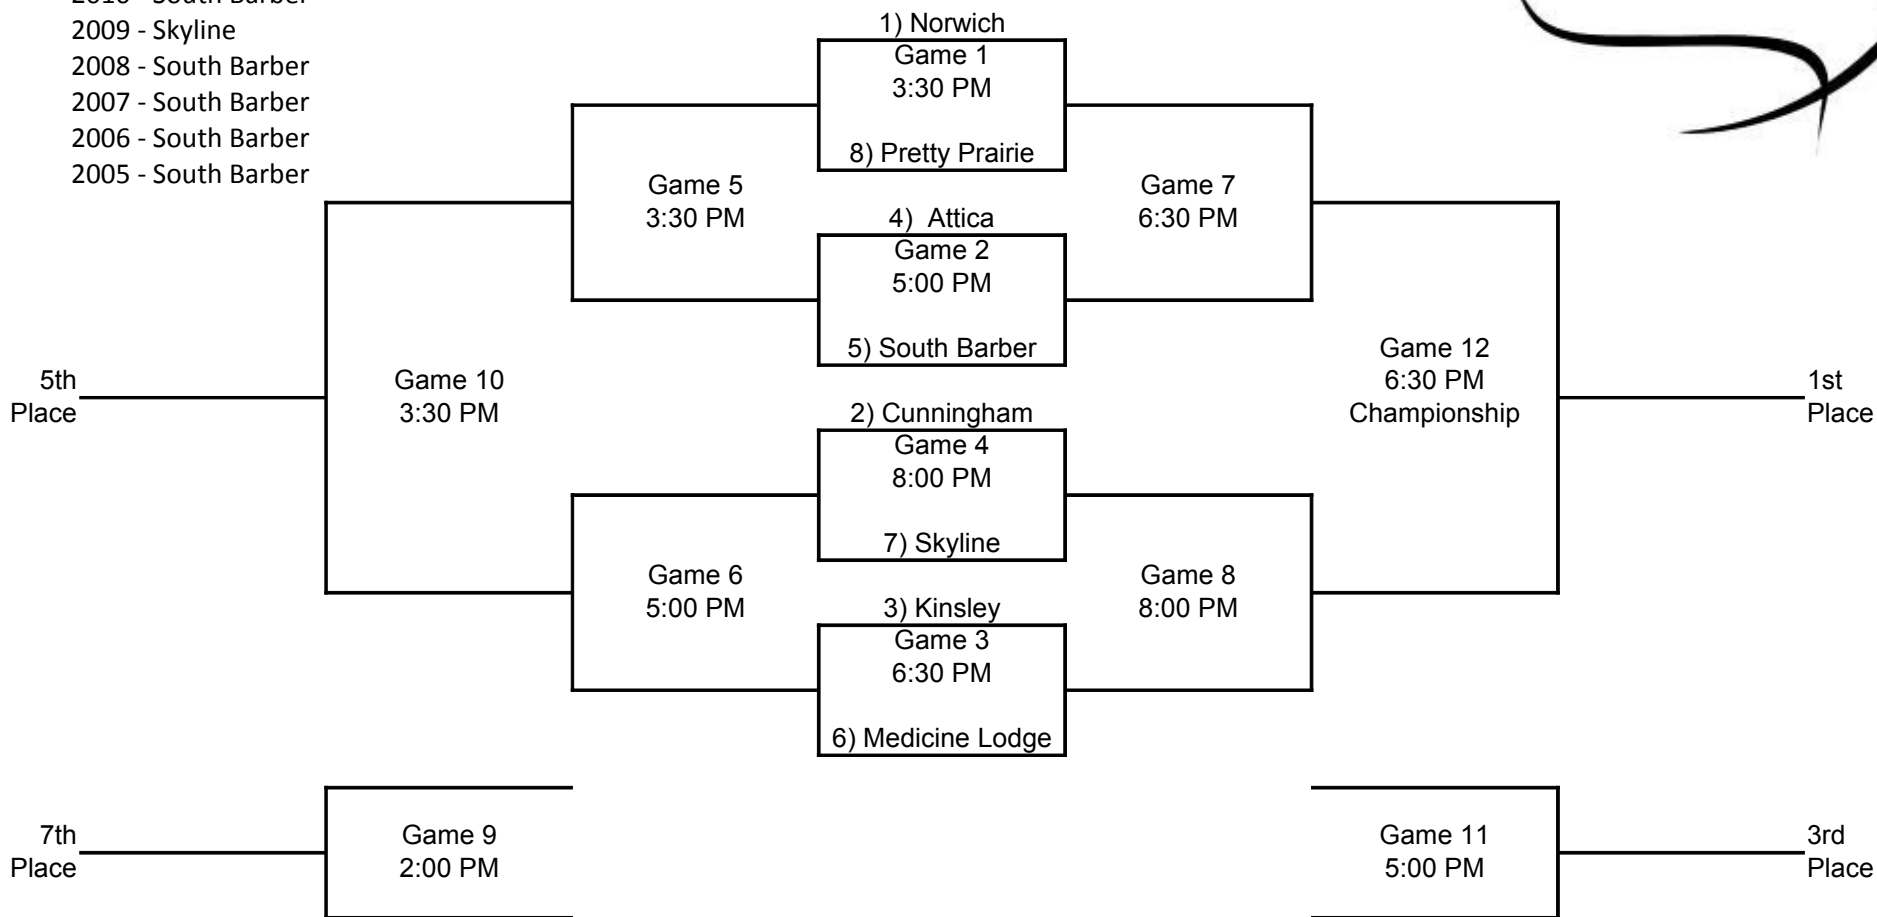 2010 - South Barber
2009 - Skyline
2008 - South Barber
2007 - South Barber
2006 - South Barber
2005 - South Barber
1) Norwich
Game 1
3:30 PM
8) Pretty Prairie
Game 5
3:30 PM
Game 7
6:30 PM
4)  Attica
Game 2
5:00 PM
5) South Barber
5th
Place
Game 10
3:30 PM
Game 12
6:30 PM
Championship
1st
Place
2) Cunningham
Game 4
8:00 PM
7) Skyline
Game 6
5:00 PM
Game 8
8:00 PM
3) Kinsley
Game 3
6:30 PM
6) Medicine Lodge
7th
Place
Game 9
2:00 PM
Game 11
5:00 PM
3rd
Place